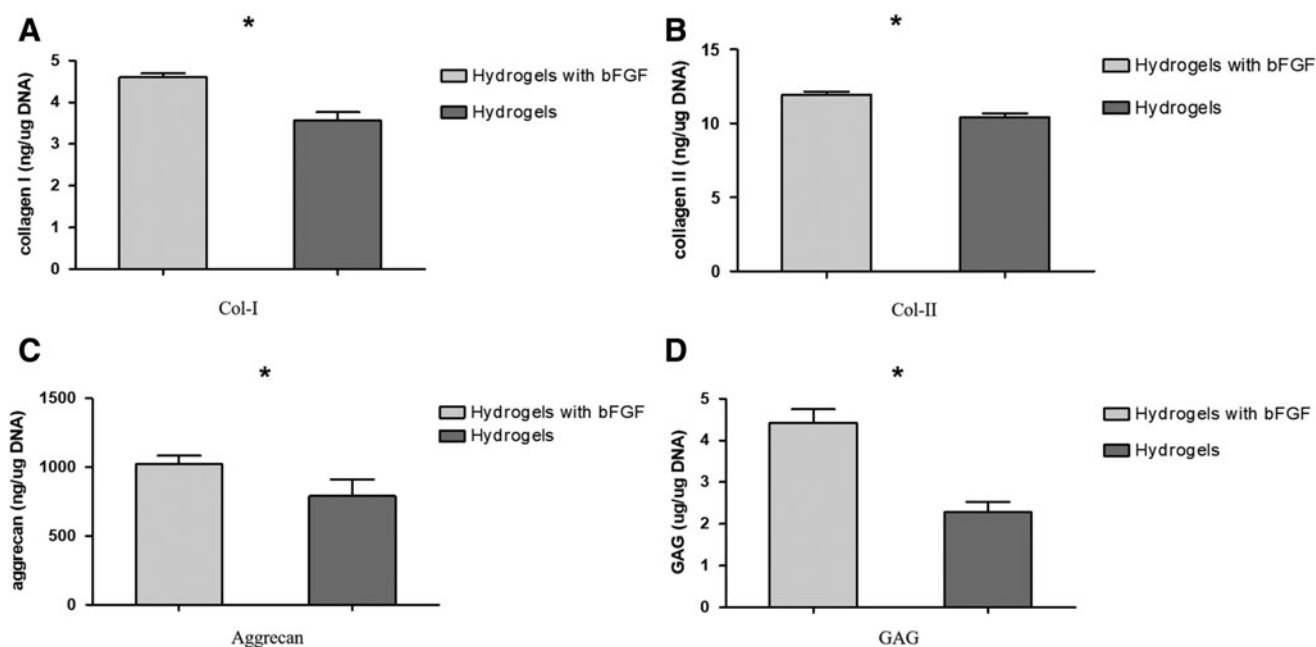 A
*
collagen I (ng/ug DNA)
5
4
3
2
1
0
Col-I
Hydrogels with bFGF
Hydrogels
B
*
collagen II (ng/ug DNA)
15
10
5
0
Col-II
Hydrogels with bFGF
Hydrogels
C
*
aggrecan (ng/ug DNA)
1500
1000
500
0
Aggrecan
Hydrogels with bFGF
Hydrogels
D
*
GAG (ug/ug DNA)
5
4
3
2
1
0
GAG
Hydrogels with bFGF
Hydrogels